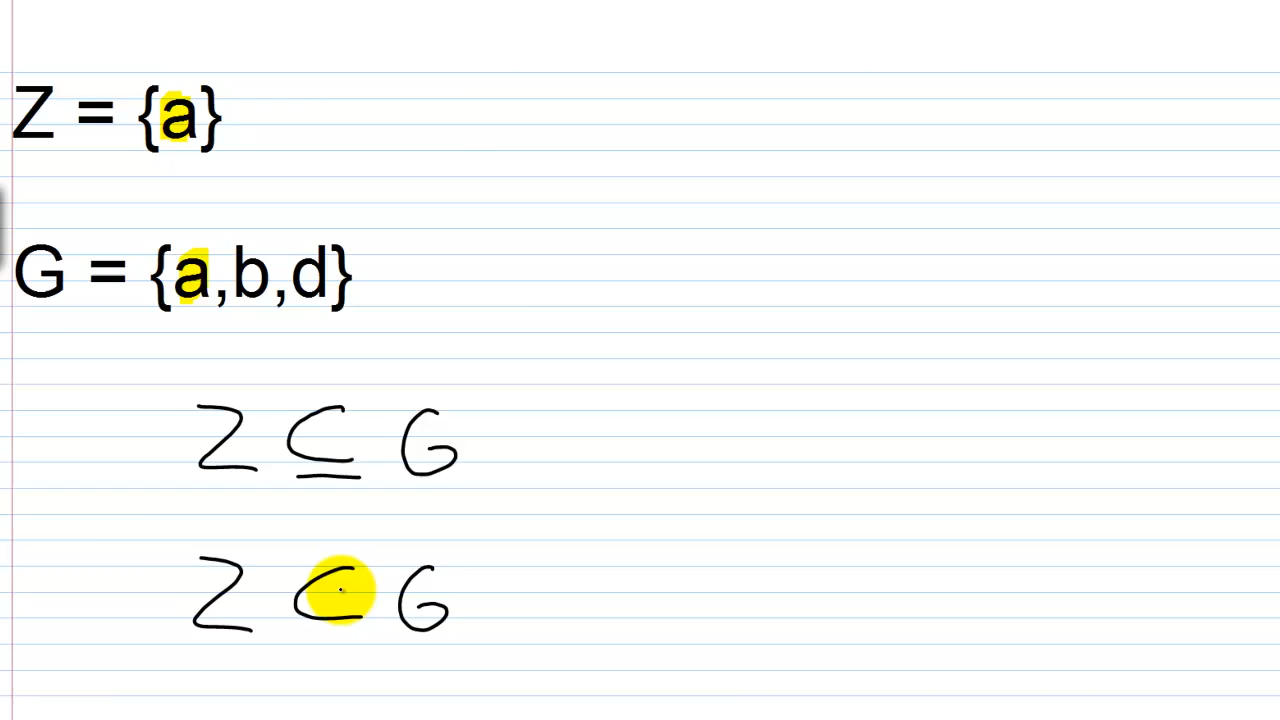 Z = {a}
G = {a,b,d}
Z ⊆ G
Z ⊂ G